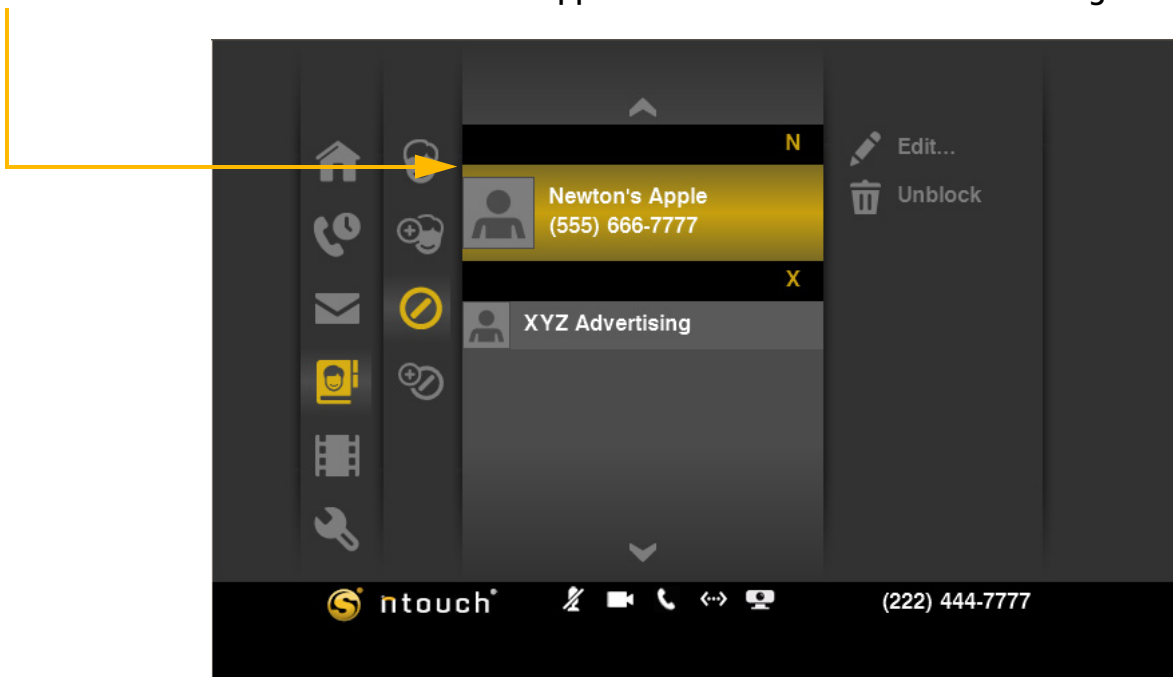 N
Newton's Apple
(555) 666-7777
X
XYZ Advertising
Edit...
Unblock
ntouch
(222) 444-7777